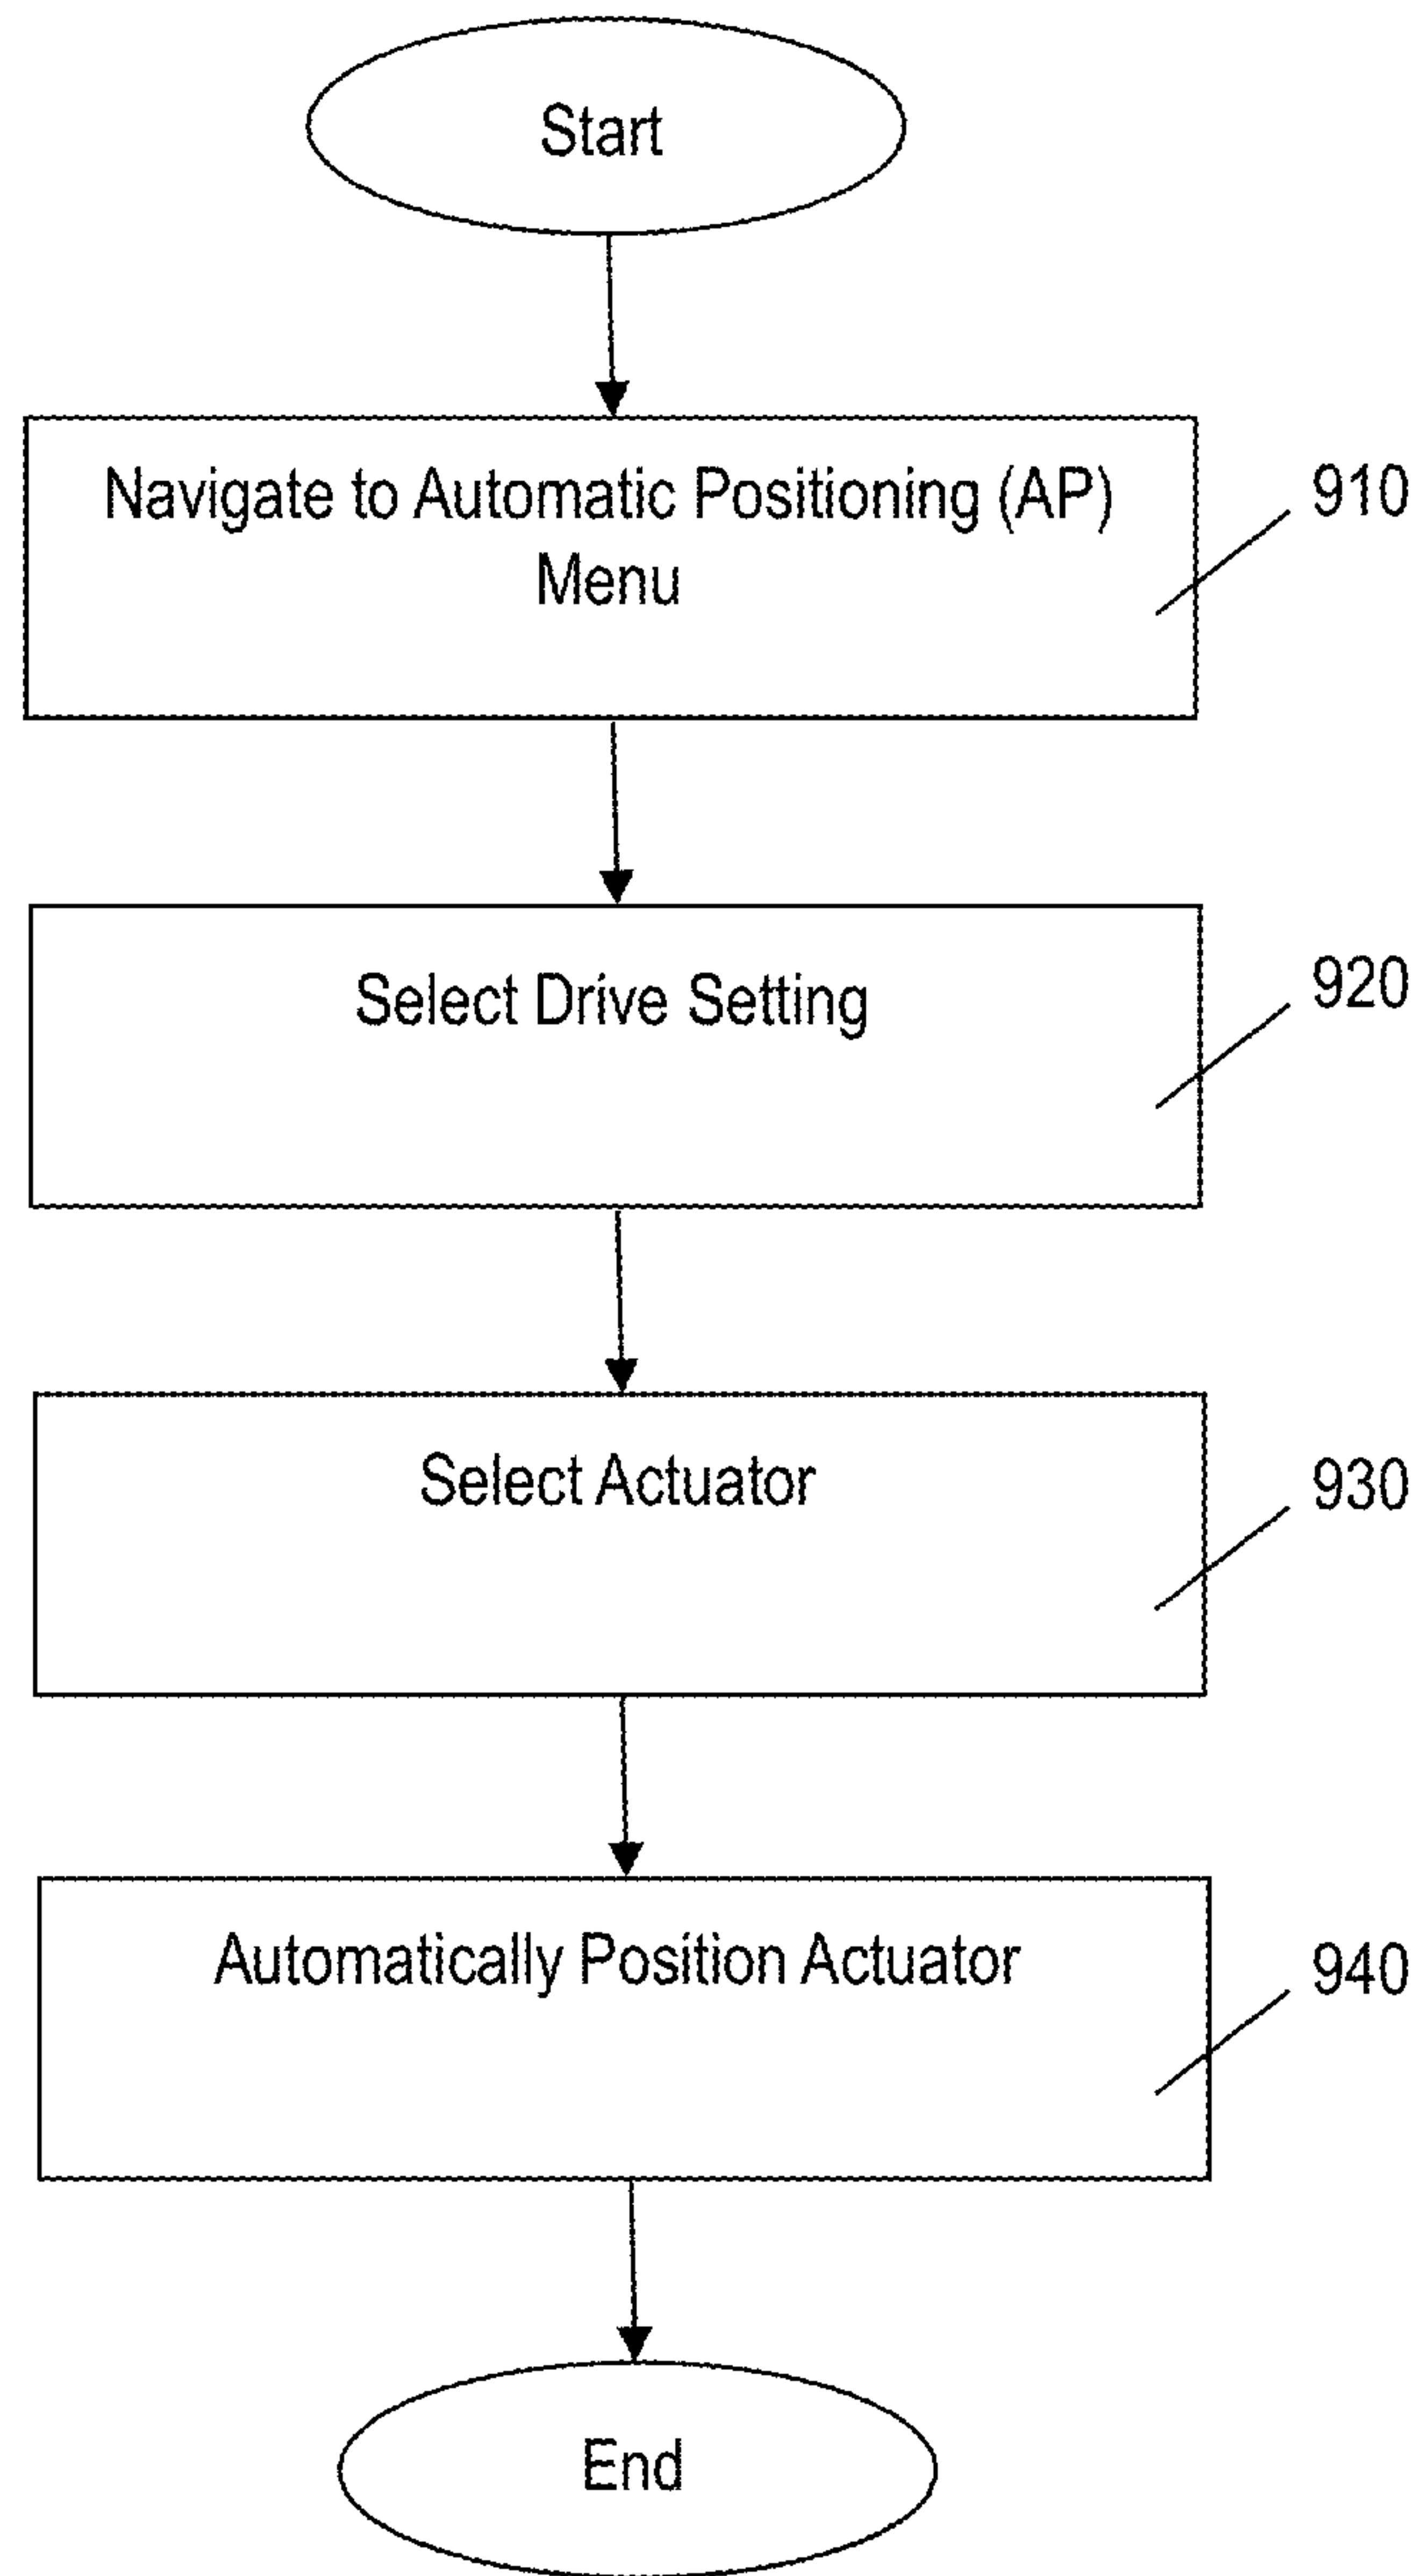 Start
Navigate to Automatic Positioning (AP)
Menu
910
Select Drive Setting
920
Select Actuator
930
Automatically Position Actuator
940
End